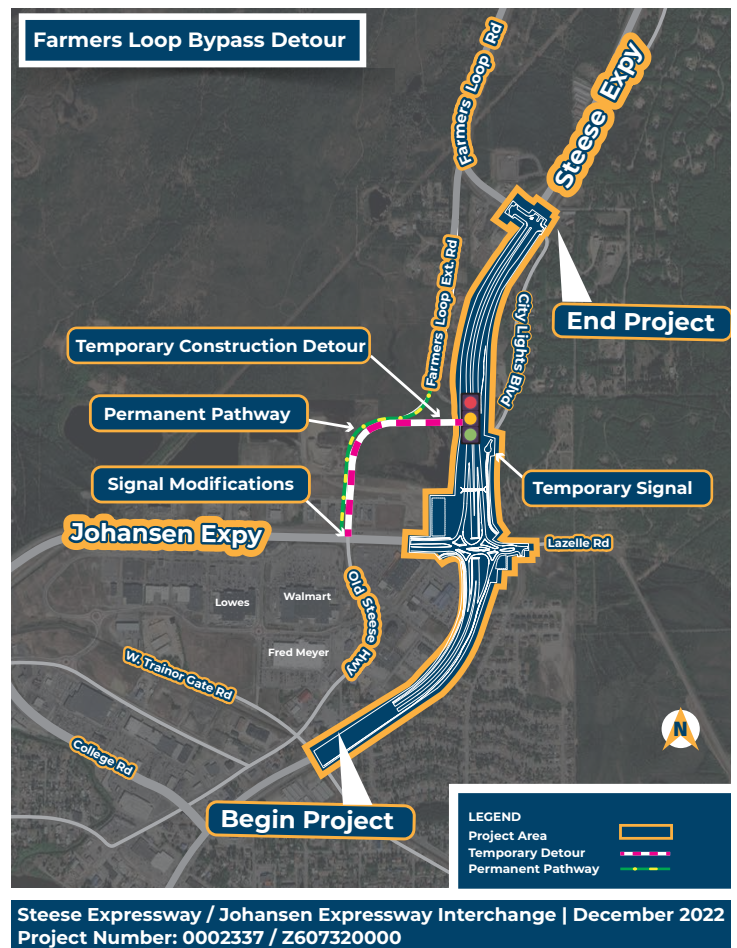 Farmers Loop Bypass Detour
Farmers Loop Rd
Steese Expy
Farmers Loop Ext. Rd
City Lights Blvd
End Project
Temporary Construction Detour
Permanent Pathway
Signal Modifications
Temporary Signal
Johansen Expy
Lazelle Rd
Old Steese Hwy
Lowes
Walmart
Fred Meyer
W. Trainor Gate Rd
College Rd
N
Begin Project
LEGEND
Project Area
Temporary Detour
Permanent Pathway
Steese Expressway / Johansen Expressway Interchange | December 2022
Project Number: 0002337 / Z607320000